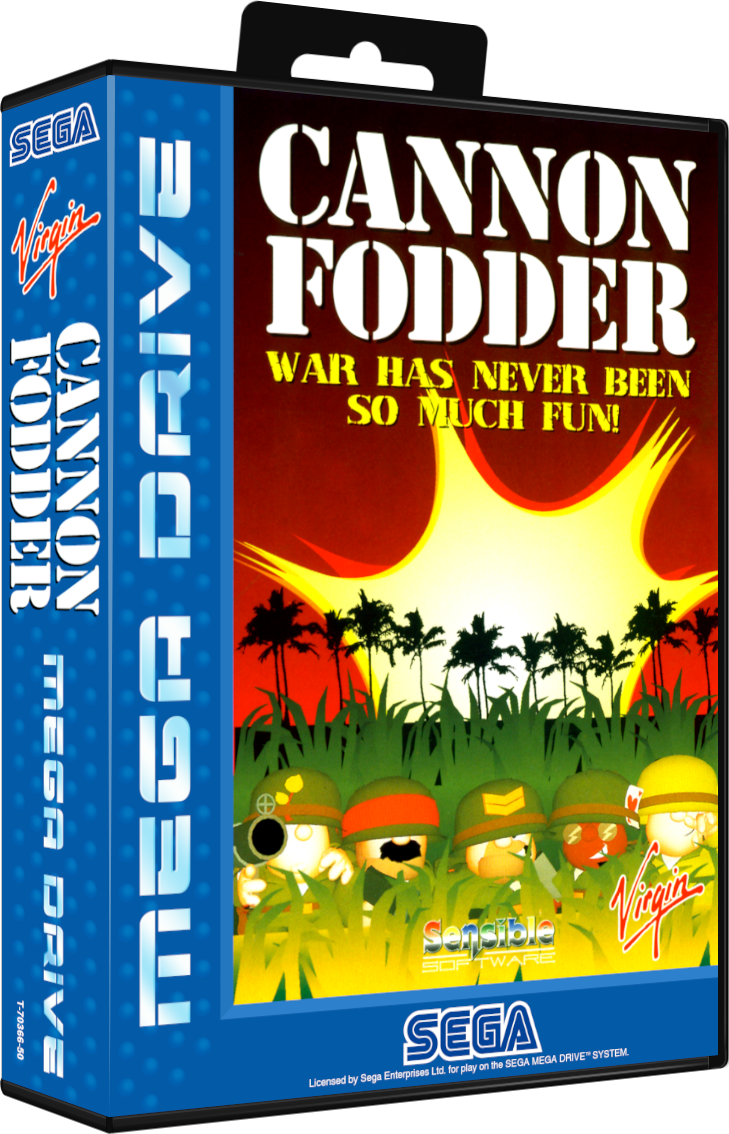 SEGA
Virgin
CANNON
FODDER
MEGA DRIVE
T-70366-50
MEGA DRIVE
CANNON
FODDER
WAR HAS NEVER BEEN
SO MUCH FUN!
Sensible
SOFTWARE
Virgin
SEGA
Licensed by Sega Enterprises Ltd. for play on the SEGA MEGA DRIVE™ SYSTEM.